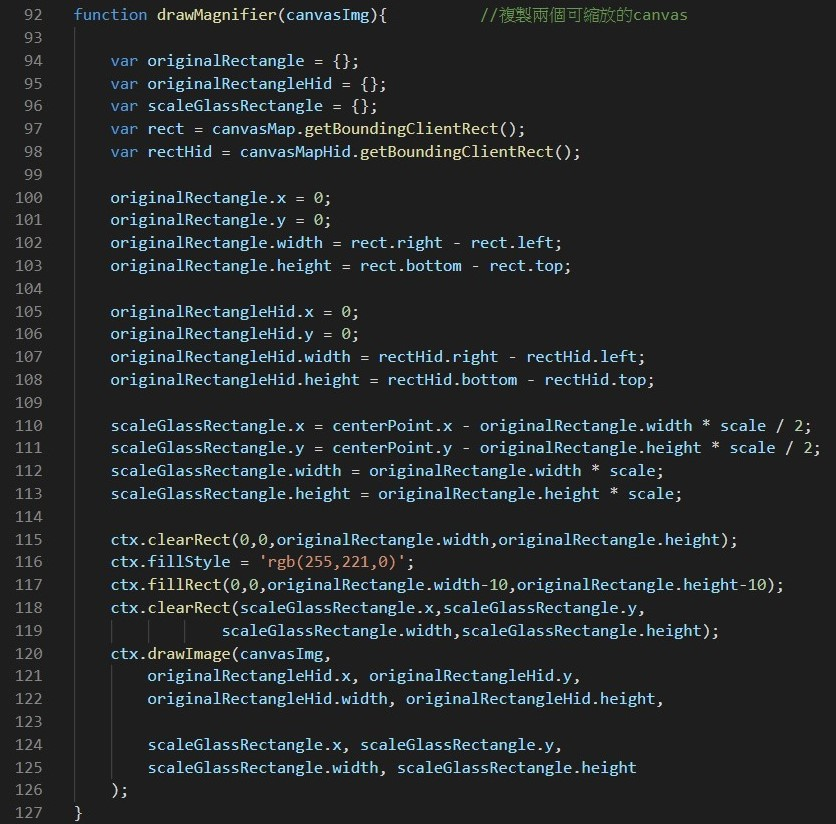 92 function drawMagnifier(canvasImg){ //複製兩個可縮放的canvas
93
94 var originalRectangle = {};
95 var originalRectangleHid = {};
96 var scaleGlassRectangle = {};
97 var rect = canvasMap.getBoundingClientRect();
98 var rectHid = canvasMapHid.getBoundingClientRect();
99
100 originalRectangle.x = 0;
101 originalRectangle.y = 0;
102 originalRectangle.width = rect.right - rect.left;
103 originalRectangle.height = rect.bottom - rect.top;
104
105 originalRectangleHid.x = 0;
106 originalRectangleHid.y = 0;
107 originalRectangleHid.width = rectHid.right - rectHid.left;
108 originalRectangleHid.height = rectHid.bottom - rectHid.top;
109
110 scaleGlassRectangle.x = centerPoint.x - originalRectangle.width * scale / 2;
111 scaleGlassRectangle.y = centerPoint.y - originalRectangle.height * scale / 2;
112 scaleGlassRectangle.width = originalRectangle.width * scale;
113 scaleGlassRectangle.height = originalRectangle.height * scale;
114
115 ctx.clearRect(0,0,originalRectangle.width,originalRectangle.height);
116 ctx.fillStyle = 'rgb(255,221,0)';
117 ctx.fillRect(0,0,originalRectangle.width-10,originalRectangle.height-10);
118 ctx.clearRect(scaleGlassRectangle.x,scaleGlassRectangle.y,
119 scaleGlassRectangle.width,scaleGlassRectangle.height);
120 ctx.drawImage(canvasImg,
121 originalRectangleHid.x, originalRectangleHid.y,
122 originalRectangleHid.width, originalRectangleHid.height,
123
124 scaleGlassRectangle.x, scaleGlassRectangle.y,
125 scaleGlassRectangle.width, scaleGlassRectangle.height
126 );
127 }